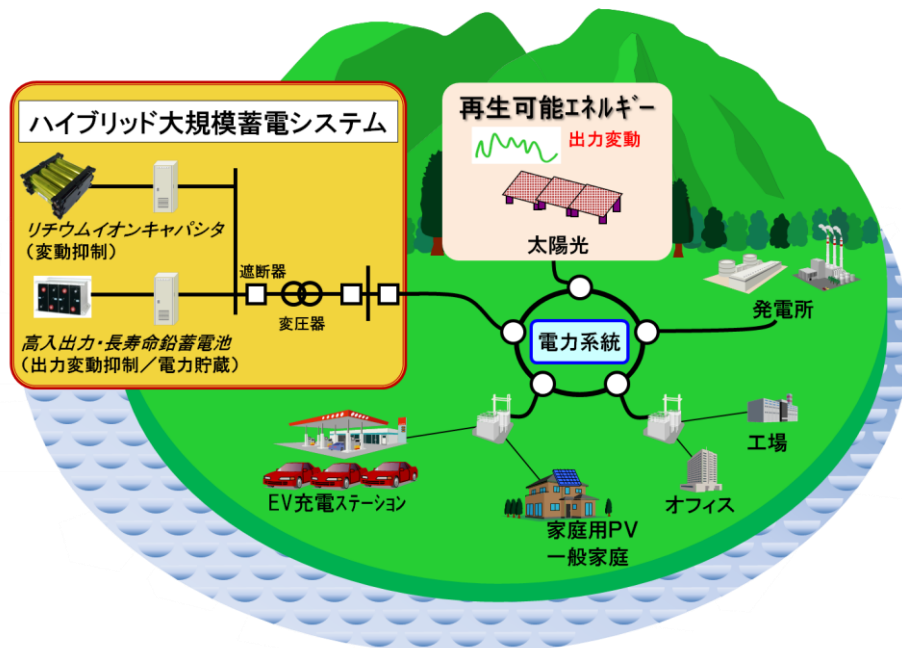 ハイブリッド大規模蓄電システム
リチウムイオンキャパシタ
(変動抑制)
遮断器
変圧器
高入出力・長寿命鉛蓄電池
(出力変動抑制/電力貯蔵)
再生可能エネルギー
出力変動
太陽光
発電所
電力系統
EV充電ステーション
家庭用PV
一般家庭
オフィス
工場